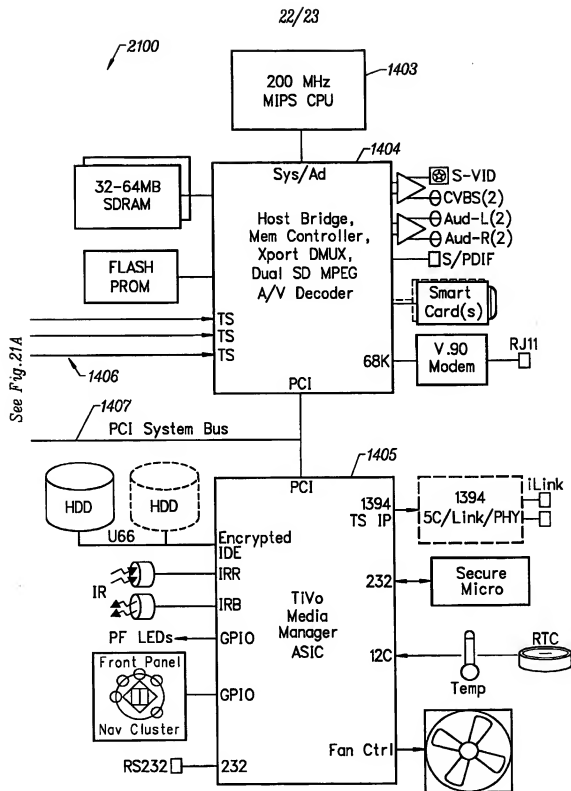 22/23
2100
1403
200 MHz
MIPS CPU
1404
Sys/Ad
S-VID
CVBS(2)
32-64MB
SDRAM
Host Bridge,
Mem Controller,
Xport DMUX,
Dual SD MPEG
A/V Decoder
Aud-L(2)
Aud-R(2)
S/PDIF
FLASH
PROM
Smart
Card(s)
TS
TS
TS
See Fig.21A
1406
68K
V.90
Modem
RJ11
PCI
1407
PCI System Bus
1405
PCI
HDD
HDD
U66
Encrypted
IDE
1394
TS IP
1394
5C/Link/PHY
iLink
IR
IRR
IRB
232
Secure
Micro
TiVo
Media
Manager
ASIC
PF LEDs
GPIO
12C
Temp
RTC
Front Panel
Nav Cluster
GPIO
Fan Ctrl
RS232
232